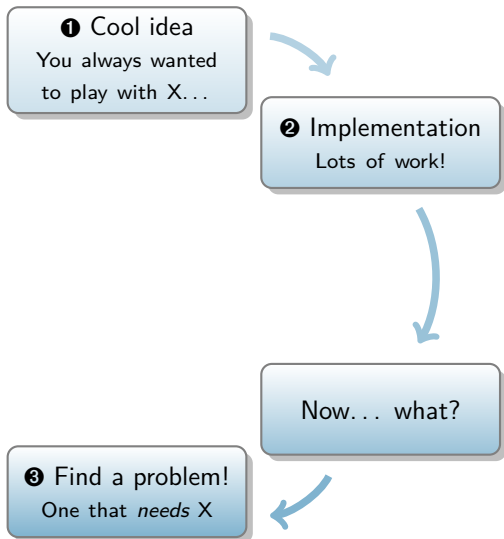 ❶ Cool idea
You always wanted
to play with X...
❷ Implementation
Lots of work!
Now... what?
❸ Find a problem!
One that needs X